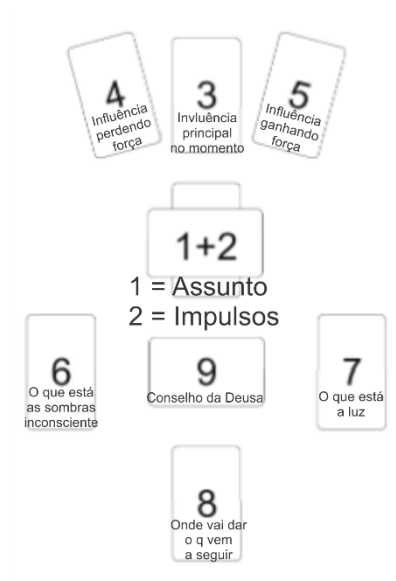 4
Influência
perdendo
força
3
Invluência
principal
no momento
5
Influência
ganhando
força
1+2
1 = Assunto
2 = Impulsos
6
O que está
as sombras
inconsciente
9
Conselho da Deusa
7
O que está
a luz
8
Onde vai dar
o q vem
a seguir